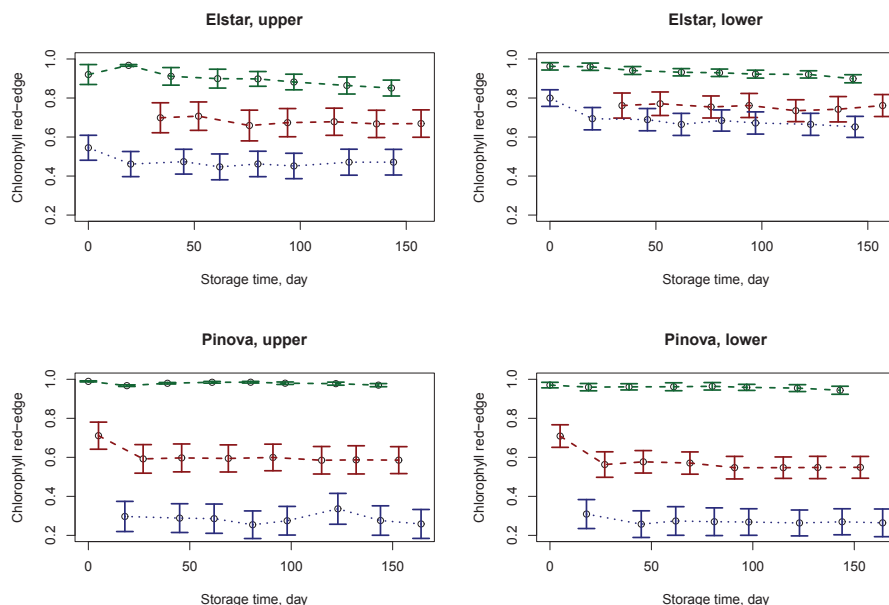 Elstar, upper
Chlorophyll red−edge
1.0
0.8
0.6
0.4
0.2
0 50 100 150
Storage time, day
Elstar, lower
Chlorophyll red−edge
1.0
0.8
0.6
0.4
0.2
0 50 100 150
Storage time, day
Pinova, upper
Chlorophyll red−edge
1.0
0.8
0.6
0.4
0.2
0 50 100 150
Storage time, day
Pinova, lower
Chlorophyll red−edge
1.0
0.8
0.6
0.4
0.2
0 50 100 150
Storage time, day